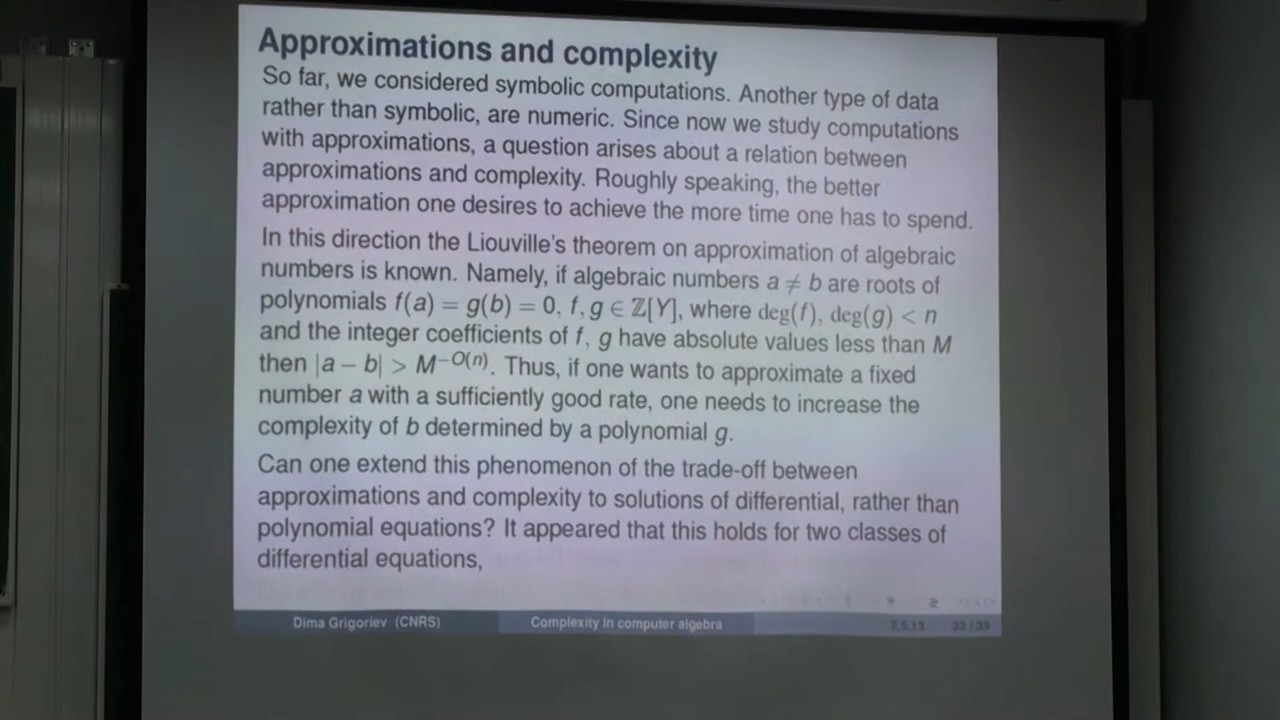 Approximations and complexity
So far, we considered symbolic computations. Another type of data
rather than symbolic, are numeric. Since now we study computations
with approximations, a question arises about a relation between
approximations and complexity. Roughly speaking, the better
approximation one desires to achieve the more time one has to spend.
In this direction the Liouville's theorem on approximation of algebraic
numbers is known. Namely, if algebraic numbers a ≠ b are roots of
polynomials f(a) = g(b) = 0, f, g ∈ ℤ[Y], where deg(f), deg(g) < n
and the integer coefficients of f, g have absolute values less than M
then |a − b| > M^{−O(n)}. Thus, if one wants to approximate a fixed
number a with a sufficiently good rate, one needs to increase the
complexity of b determined by a polynomial g.
Can one extend this phenomenon of the trade-off between
approximations and complexity to solutions of differential, rather than
polynomial equations? It appeared that this holds for two classes of
differential equations,
Dima Grigoriev (CNRS) Complexity in computer algebra 7.5.13 33 / 39